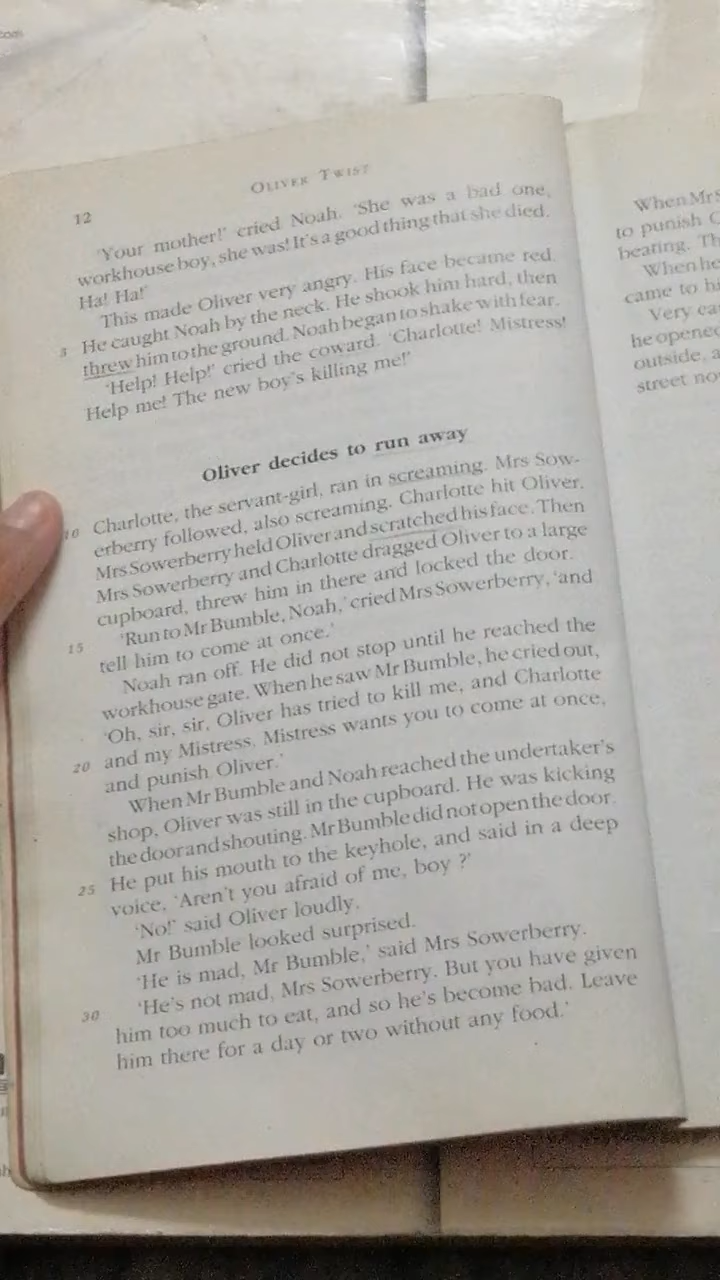 OLIVER TWIST
12
'Your mother!' cried Noah. 'She was a bad one,
workhouse boy, she was! It's a good thing that she died.
Ha! Ha!'
This made Oliver very angry. His face became red.
5 He caught Noah by the neck. He shook him hard, then
threw him to the ground. Noah began to shake with fear.
'Help! Help!' cried the coward. 'Charlotte! Mistress!
Help me! The new boy's killing me!'
Oliver decides to run away
10 Charlotte, the servant-girl, ran in screaming. Mrs Sow-
erberry followed, also screaming. Charlotte hit Oliver.
Mrs Sowerberry held Oliver and scratched his face. Then
Mrs Sowerberry and Charlotte dragged Oliver to a large
cupboard, threw him in there and locked the door.
15 'Run to Mr Bumble, Noah,' cried Mrs Sowerberry, 'and
tell him to come at once.'
Noah ran off. He did not stop until he reached the
workhouse gate. When he saw Mr Bumble, he cried out,
'Oh, sir, sir, Oliver has tried to kill me, and Charlotte
20 and my Mistress. Mistress wants you to come at once,
and punish Oliver.'
When Mr Bumble and Noah reached the undertaker's
shop, Oliver was still in the cupboard. He was kicking
the door and shouting. Mr Bumble did not open the door.
25 He put his mouth to the keyhole, and said in a deep
voice, 'Aren't you afraid of me, boy ?'
'No!' said Oliver loudly.
Mr Bumble looked surprised.
'He is mad, Mr Bumble,' said Mrs Sowerberry.
30 'He's not mad, Mrs Sowerberry. But you have given
him too much to eat, and so he's become bad. Leave
him there for a day or two without any food.'
When Mr
to punish
beating.
When he
came to
Very
he opened
outside,
street